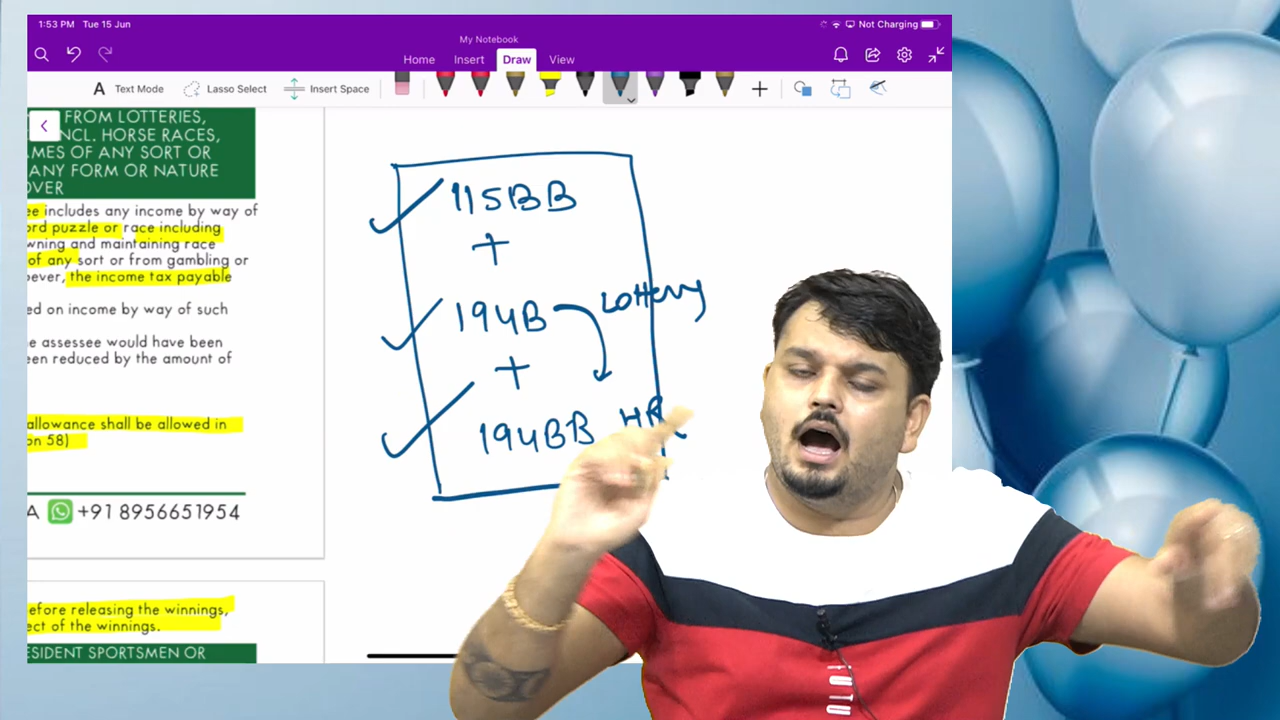 1:53 PM Tue 15 Jun
Not Charging
My Notebook
Home Insert Draw View
A Text Mode Lasso Select Insert Space
FROM LOTTERIES,
INCL. HORSE RACES,
AMES OF ANY SORT OR
ANY FORM OR NATURE
OVER
ee includes any income by way of
ord puzzle or race including
wning and maintaining race
of any sort or from gambling or
ever, the income tax payable
ed on income by way of such
e assessee would have been
een reduced by the amount of
allowance shall be allowed in
on 58)
A +91 8956651954
efore releasing the winnings,
ect of the winnings.
ESIDENT SPORTSMEN OR
115BB
+
194B Lottery
+
194BB HR
FUTU